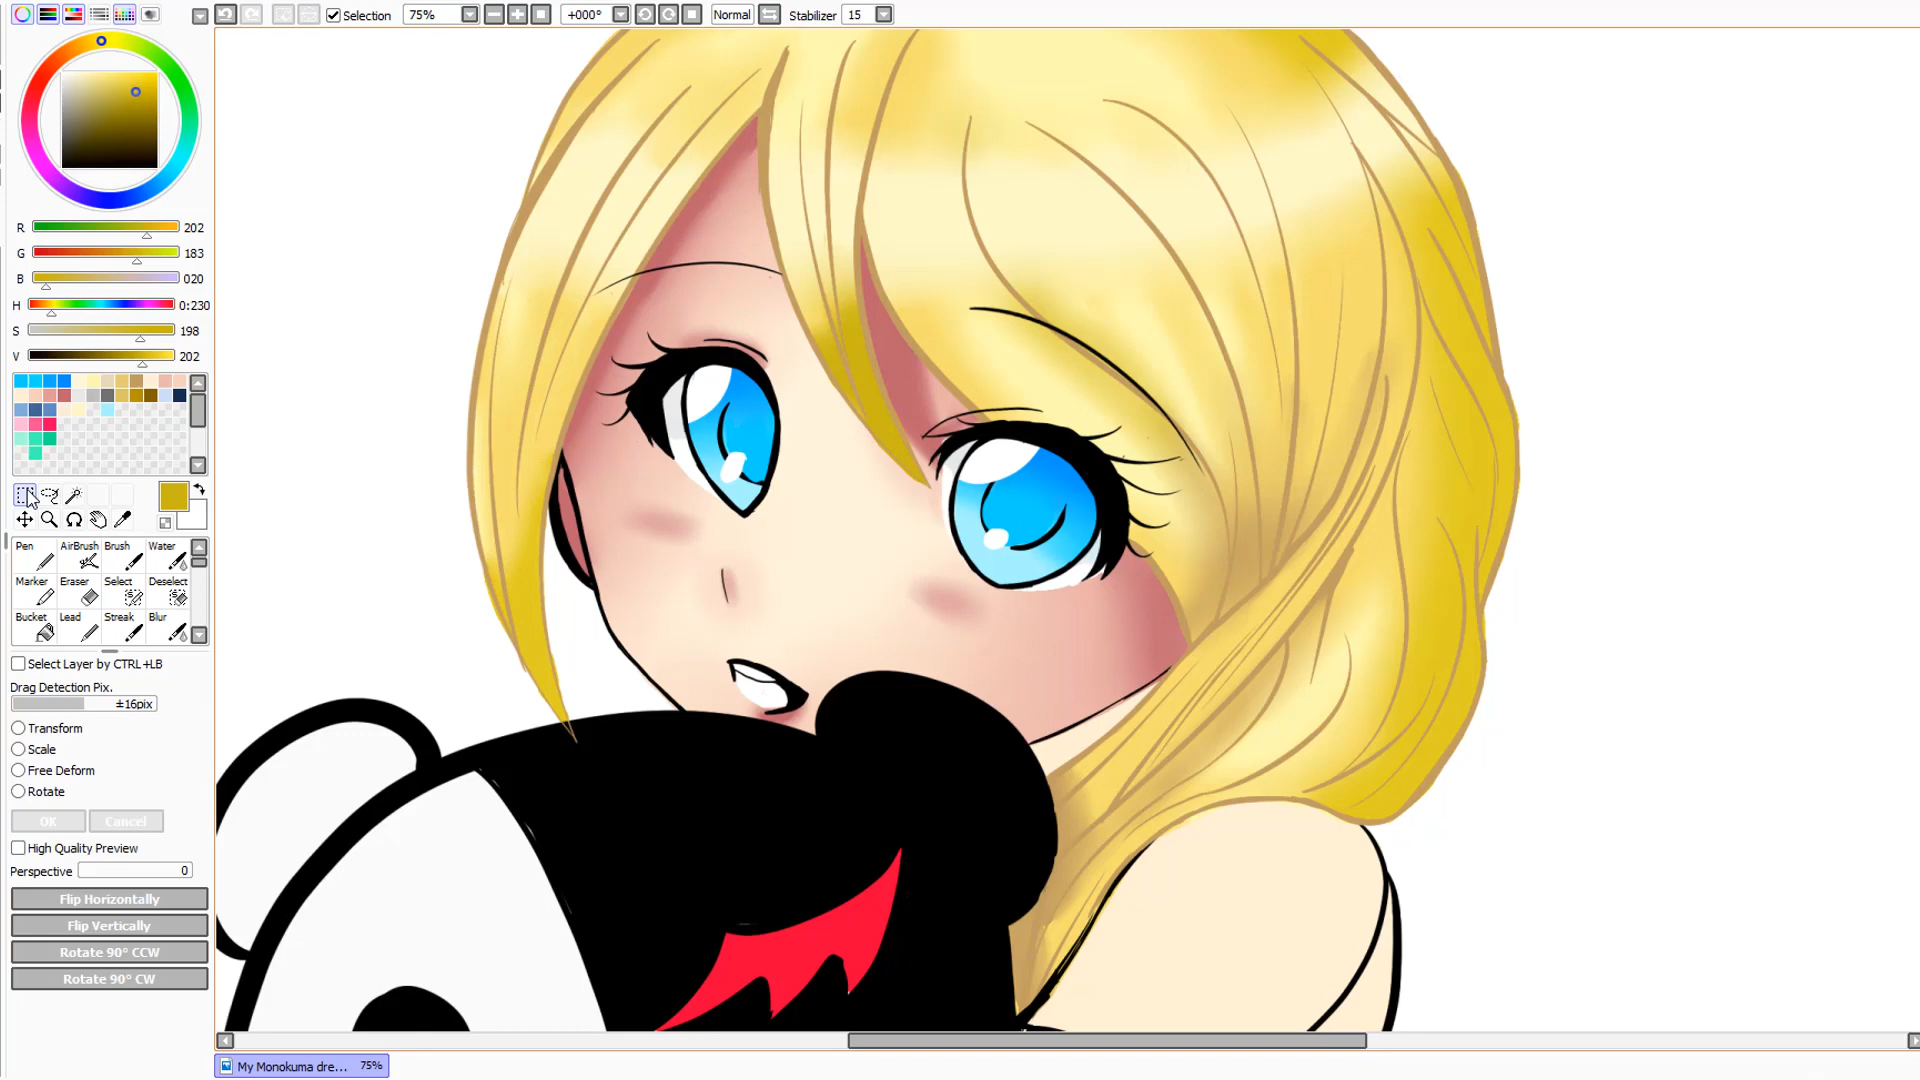 Selection 75% +000° Normal Stabilizer 15
R 202
G 183
B 020
H 0:230
S 198
V 202
Pen AirBrush Brush Water
Marker Eraser Select Deselect
Bucket Lead Streak Blur
Select Layer by CTRL+LB
Drag Detection Pix.
±16pix
Transform
Scale
Free Deform
Rotate
OK Cancel
High Quality Preview
Perspective 0
Flip Horizontally
Flip Vertically
Rotate 90° CCW
Rotate 90° CW
My Monokuma dre... 75%